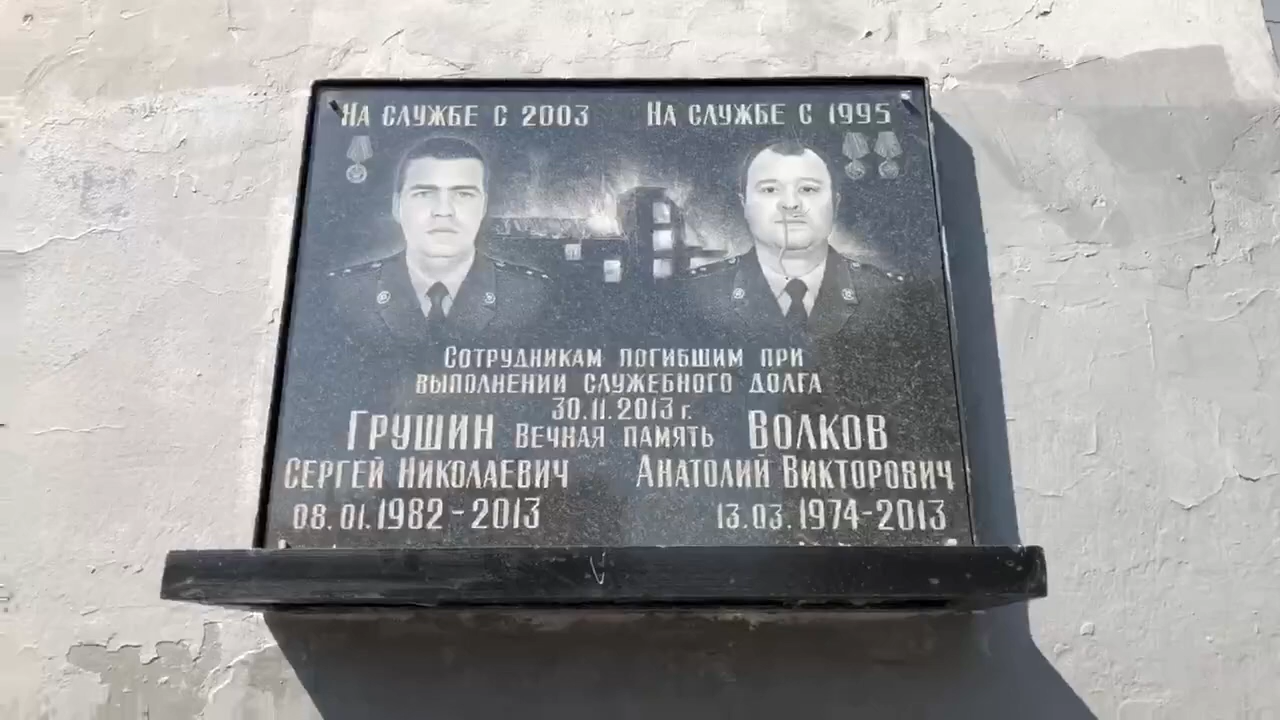 На службе с 2003
На службе с 1995
Сотрудникам погибшим при
выполнении служебного долга
30.11.2013 г.
Вечная память
Грушин
Сергей Николаевич
08.01.1982-2013
Волков
Анатолий Викторович
13.03.1974-2013